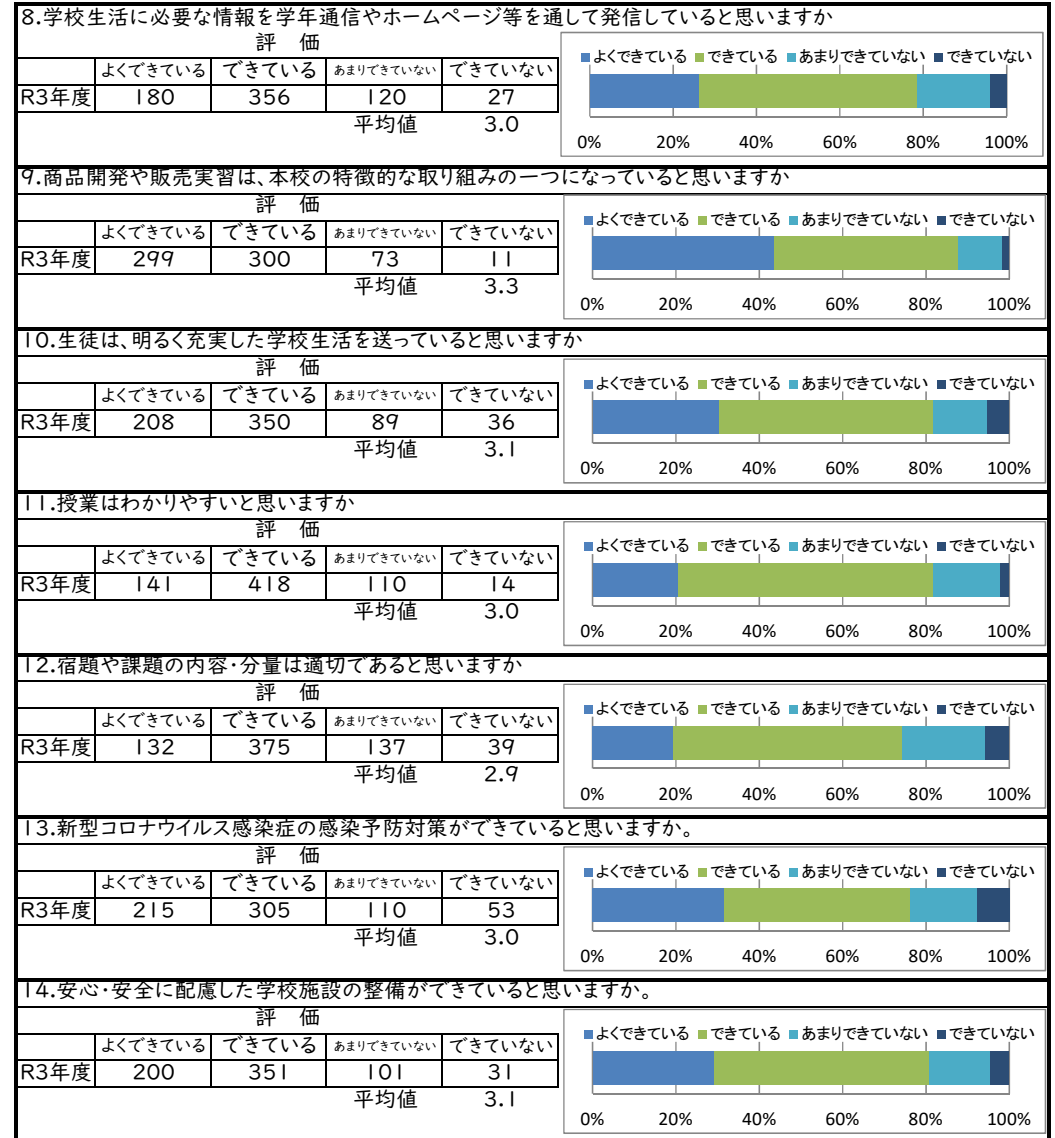 8.学校生活に必要な情報を学年通信やホームページ等を通して発信していると思いますか
評 価
よくできている できている あまりできていない できていない
R3年度 180 356 120 27
平均値 3.0
よくできている できている あまりできていない できていない
0% 20% 40% 60% 80% 100%
9.商品開発や販売実習は、本校の特徴的な取り組みの一つになっていると思いますか
評 価
よくできている できている あまりできていない できていない
R3年度 299 300 73 11
平均値 3.3
よくできている できている あまりできていない できていない
0% 20% 40% 60% 80% 100%
10.生徒は、明るく充実した学校生活を送っていると思いますか
評 価
よくできている できている あまりできていない できていない
R3年度 208 350 89 36
平均値 3.1
よくできている できている あまりできていない できていない
0% 20% 40% 60% 80% 100%
11.授業はわかりやすいと思いますか
評 価
よくできている できている あまりできていない できていない
R3年度 141 418 110 14
平均値 3.0
よくできている できている あまりできていない できていない
0% 20% 40% 60% 80% 100%
12.宿題や課題の内容・分量は適切であると思いますか
評 価
よくできている できている あまりできていない できていない
R3年度 132 375 137 39
平均値 2.9
よくできている できている あまりできていない できていない
0% 20% 40% 60% 80% 100%
13.新型コロナウイルス感染症の感染予防対策ができていると思いますか。
評 価
よくできている できている あまりできていない できていない
R3年度 215 305 110 53
平均値 3.0
よくできている できている あまりできていない できていない
0% 20% 40% 60% 80% 100%
14.安心・安全に配慮した学校施設の整備ができていると思いますか。
評 価
よくできている できている あまりできていない できていない
R3年度 200 351 101 31
平均値 3.1
よくできている できている あまりできていない できていない
0% 20% 40% 60% 80% 100%